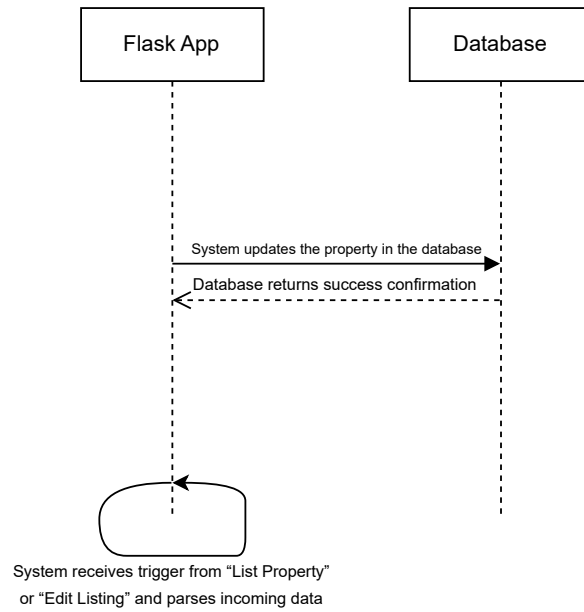 Flask App
Database
System updates the property in the database
Database returns success confirmation
System receives trigger from “List Property”
or “Edit Listing” and parses incoming data